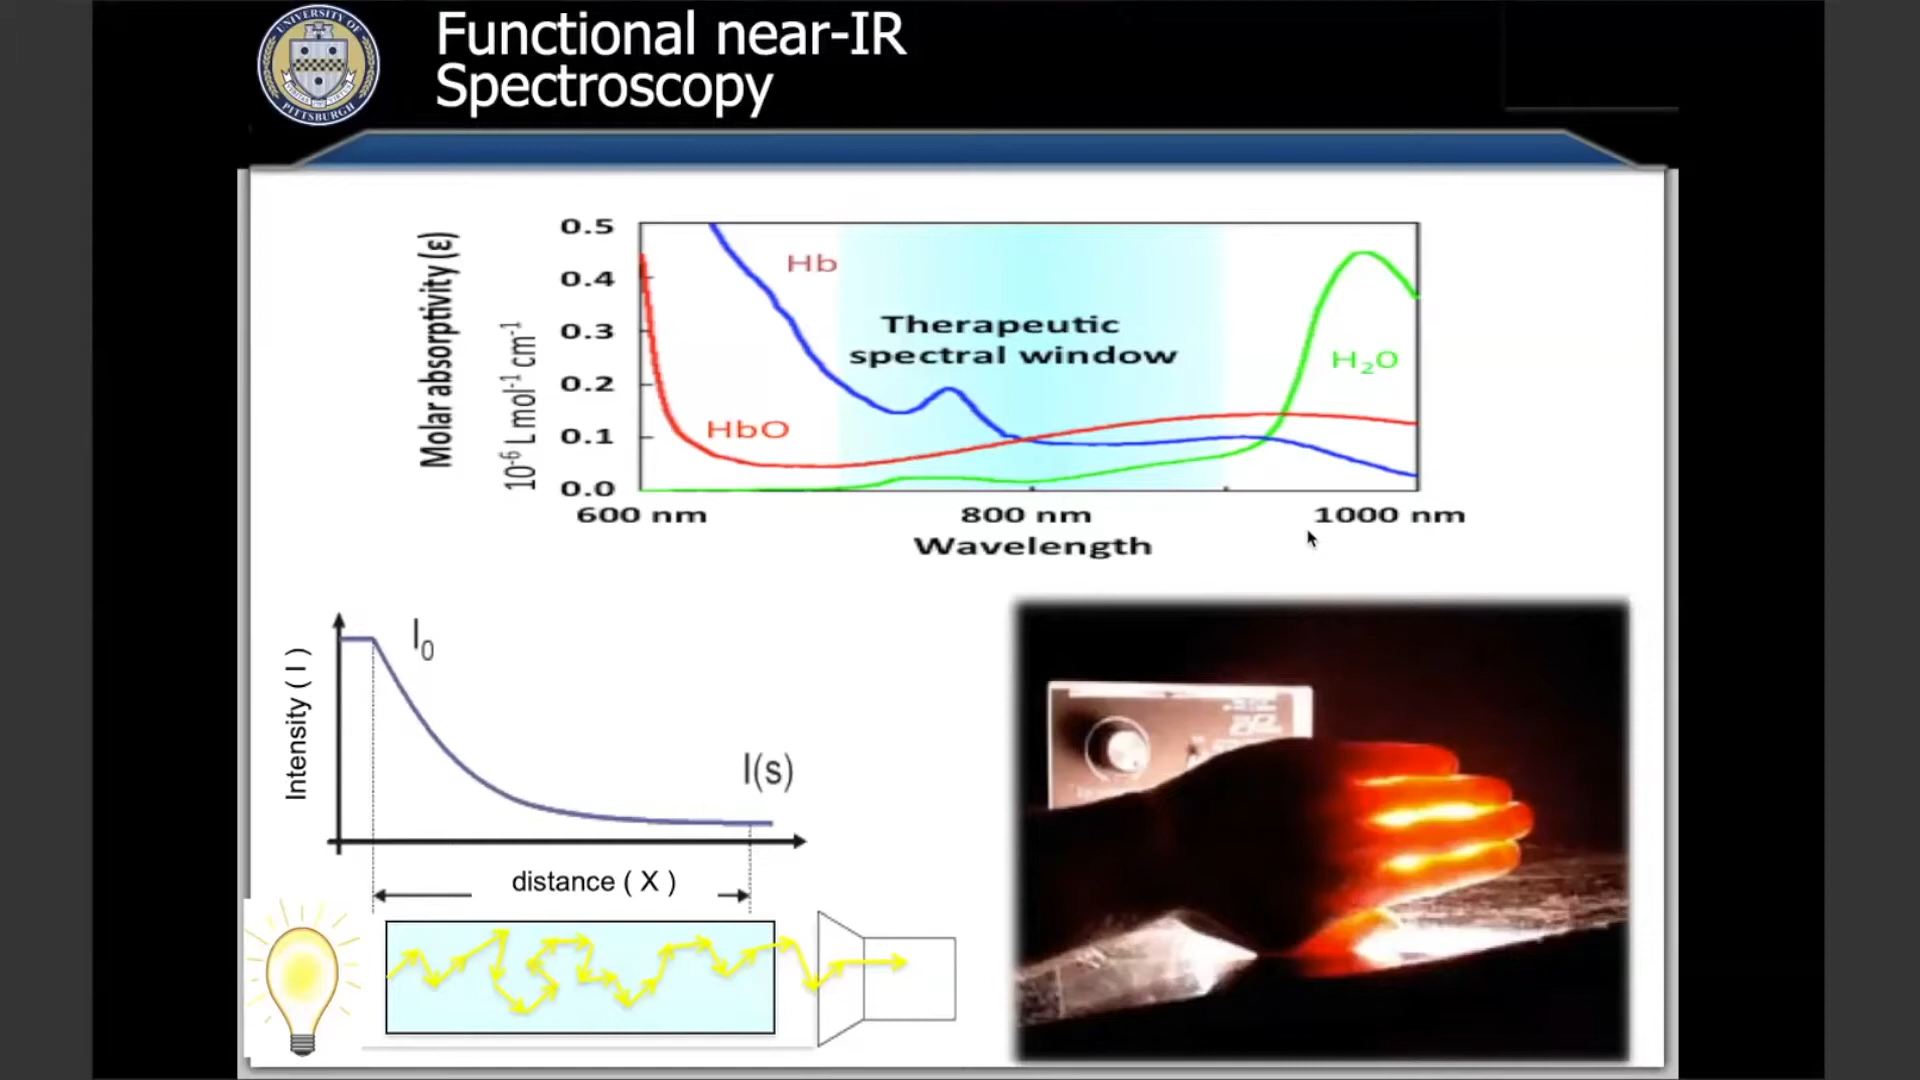 UNIVERSITY OF
PITTSBURGH
Functional near-IR
Spectroscopy
Molar absorptivity (ε)
10-6 L mol-1 cm-1
0.5
0.4
0.3
0.2
0.1
0.0
Hb
HbO
Therapeutic
spectral window
H2O
600 nm
800 nm
1000 nm
Wavelength
Intensity ( I )
I0
I(s)
distance ( X )